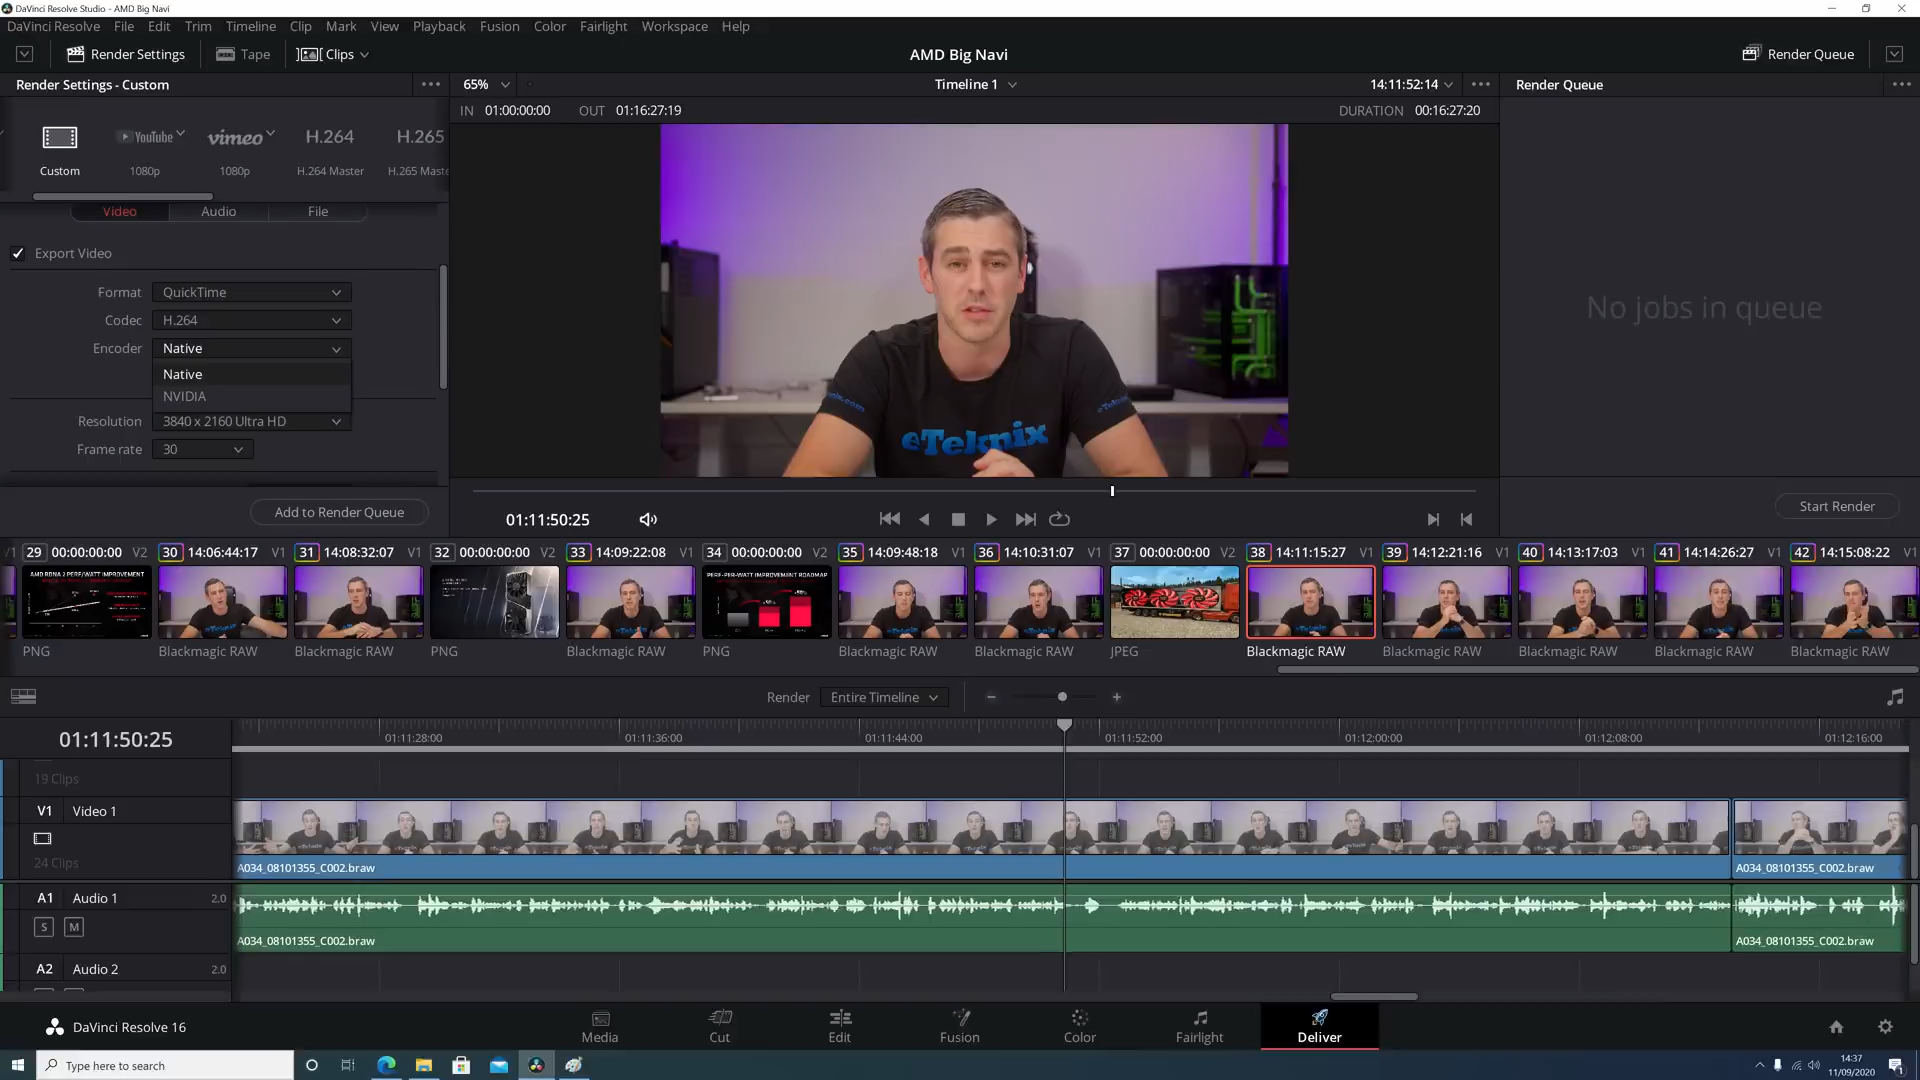 DaVinci Resolve Studio - AMD Big Navi
DaVinci Resolve File Edit Trim Timeline Clip Mark View Playback Fusion Color Fairlight Workspace Help
Render Settings Tape Clips AMD Big Navi Render Queue
Render Settings - Custom 65% Timeline 1 14:11:52:14 Render Queue
IN 01:00:00:00 OUT 01:16:27:19 DURATION 00:16:27:20
YouTube vimeo H.264 H.265
Custom 1080p 1080p H.264 Master H.265 Maste
Video Audio File
Export Video
Format QuickTime
Codec H.264
Encoder Native
Native
NVIDIA
Resolution 3840 x 2160 Ultra HD
Frame rate 30
eTeknix.com
eTeknix
No jobs in queue
Add to Render Queue
01:11:50:25
Start Render
V1 29 00:00:00:00 V2 30 14:06:44:17 V1 31 14:08:32:07 V1 32 00:00:00:00 V2 33 14:09:22:08 V1 34 00:00:00:00 V2 35 14:09:48:18 V1 36 14:10:31:07 V1 37 00:00:00:00 V2 38 14:11:15:27 V1 39 14:12:21:16 V1 40 14:13:17:03 V1 41 14:14:26:27 V1 42 14:15:08:22 V1
AMD RDNA 2 PERF/WATT IMPROVEMENT
PERF-PER-WATT IMPROVEMENT ROADMAP
PNG Blackmagic RAW Blackmagic RAW PNG Blackmagic RAW PNG Blackmagic RAW Blackmagic RAW JPEG Blackmagic RAW Blackmagic RAW Blackmagic RAW Blackmagic RAW Blackmagic RAW
Render Entire Timeline
01:11:50:25
01:11:28:00 01:11:36:00 01:11:44:00 01:11:52:00 01:12:00:00 01:12:08:00 01:12:16:00
19 Clips
V1 Video 1
24 Clips
A034_08101355_C002.braw A034_08101355_C002.braw
A1 Audio 1 2.0
S M
A034_08101355_C002.braw A034_08101355_C002.braw
A2 Audio 2 2.0
DaVinci Resolve 16
Media Cut Edit Fusion Color Fairlight Deliver
Type here to search
14:37
11/09/2020